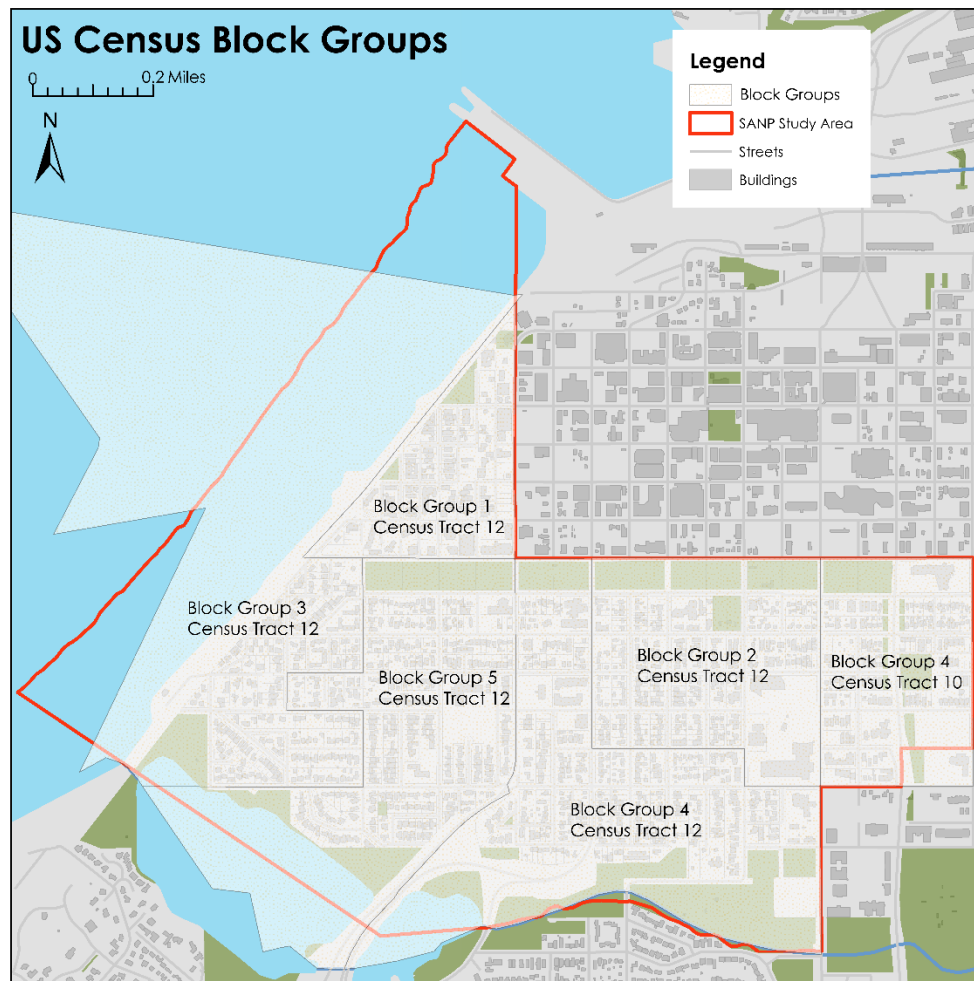 US Census Block Groups
0 0.2 Miles
N
Legend
Block Groups
SANP Study Area
Streets
Buildings
Block Group 1
Census Tract 12
Block Group 3
Census Tract 12
Block Group 5
Census Tract 12
Block Group 2
Census Tract 12
Block Group 4
Census Tract 10
Block Group 4
Census Tract 12